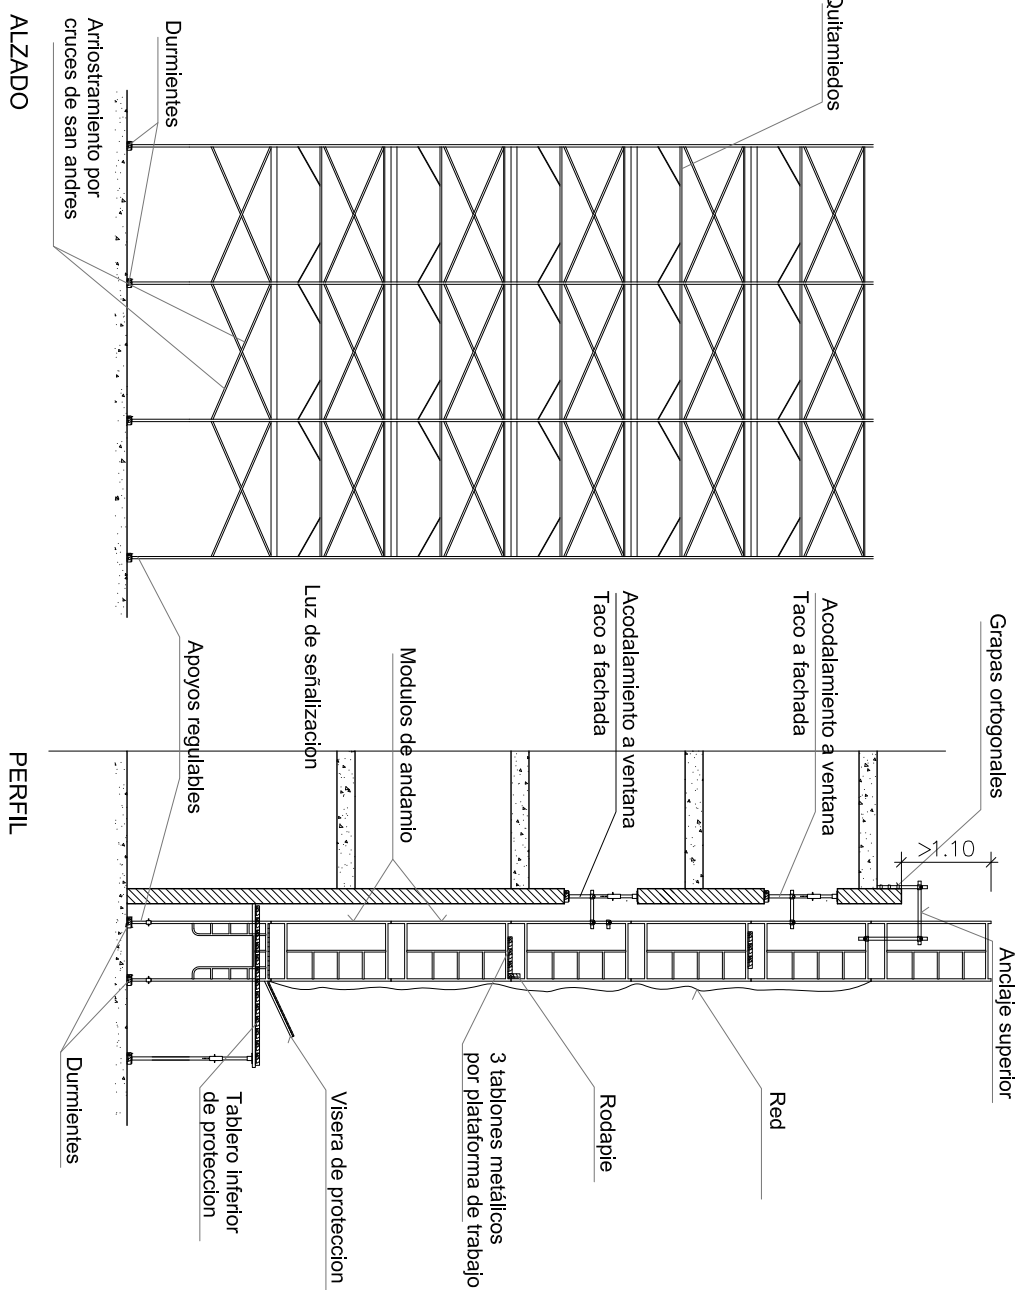 Quitamiedos
Durmientes
Arriostramiento por
cruces de san andres
ALZADO
Grapas ortogonales
Acodalamiento a ventana
Taco a fachada
Acodalamiento a ventana
Taco a fachada
Luz de señalizacion
Modulos de andamio
Apoyos regulables
PERFIL
>1.10
Anclaje superior
Red
Rodapie
3 tablones metálicos
por plataforma de trabajo
Visera de proteccion
Tablero inferior
de proteccion
Durmientes